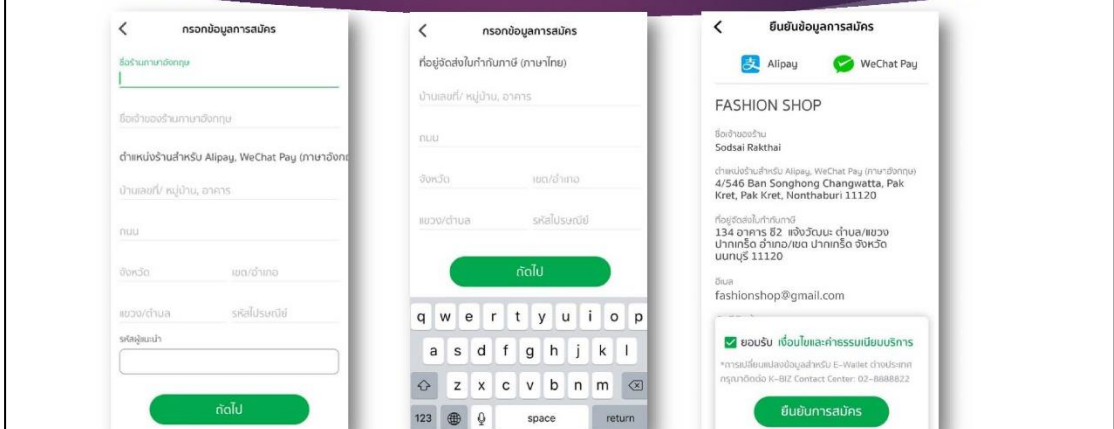 กรอกข้อมูลการสมัคร
ชื่อร้านภาษาอังกฤษ
ชื่อเจ้าของร้านภาษาอังกฤษ
ตำแหน่งร้านสำหรับ Alipay, WeChat Pay (ภาษาอังก
บ้านเลขที่/ หมู่บ้าน, อาคาร
ถนน
จังหวัด เขต/อำเภอ
แขวง/ตำบล รหัสไปรษณีย์
รหัสผู้แนะนำ
ถัดไป
กรอกข้อมูลการสมัคร
ที่อยู่จัดส่งใบกำกับภาษี (ภาษาไทย)
บ้านเลขที่/ หมู่บ้าน, อาคาร
ถนน
จังหวัด เขต/อำเภอ
แขวง/ตำบล รหัสไปรษณีย์
ถัดไป
q w e r t y u i o p
a s d f g h j k l
z x c v b n m
123 space return
ยืนยันข้อมูลการสมัคร
Alipay WeChat Pay
FASHION SHOP
ชื่อเจ้าของร้าน
Sodsai Rakthai
ตำแหน่งร้านสำหรับ Alipay, WeChat Pay (ภาษาอังกฤษ)
4/546 Ban Songhong Changwatta, Pak
Kret, Pak Kret, Nonthaburi 11120
ที่อยู่จัดส่งใบกำกับภาษี
134 อาคาร ซี2 แจ้งวัฒนะ ตำบล/แขวง
ปากเกร็ด อำเภอ/เขต ปากเกร็ด จังหวัด
นนทบุรี 11120
อีเมล
fashionshop@gmail.com
ยอมรับ เงื่อนไขและค่าธรรมเนียมบริการ
*การเปลี่ยนแปลงข้อมูลสำหรับ E-Wallet ต่างประเทศ
กรุณาติดต่อ K-BIZ Contact Center: 02-8888822
ยืนยันการสมัคร